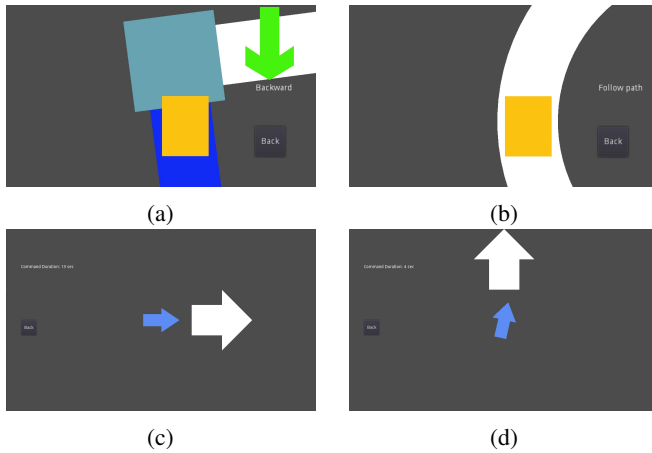 Backward
Back
Follow path
Back
(a)
(b)
Command Duration: 15 sec
Back
Command Duration: 4 sec
Back
(c)
(d)